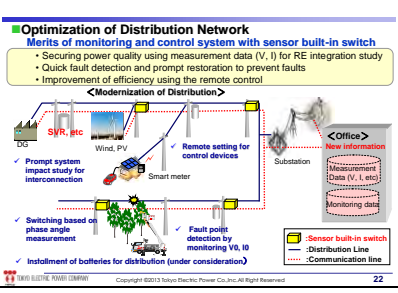 ■Optimization of Distribution Network
Merits of monitoring and control system with sensor built-in switch
• Securing power quality using measurement data (V, I) for RE integration study
• Quick fault detection and prompt restoration to prevent faults
• Improvement of efficiency using the remote control
<Modernization of Distribution>
SVR, etc
DG
Wind, PV
✓ Remote setting for
control devices
Substation
<Office>
New information
Measurement
Data (V, I, etc)
Monitoring data
✓ Prompt system
impact study for
interconnection
Smart meter
✓ Switching based on
phase angle
measurement
✓ Fault point
detection by
monitoring V0, I0
✓ Installment of batteries for distribution (under consideration)
:Sensor built-in switch
:Distribution Line
:Communication line
TOKYO ELECTRIC POWER COMPANY
Copyright ©2013 Tokyo Electric Power Co.,Inc.All Right Reserved
22